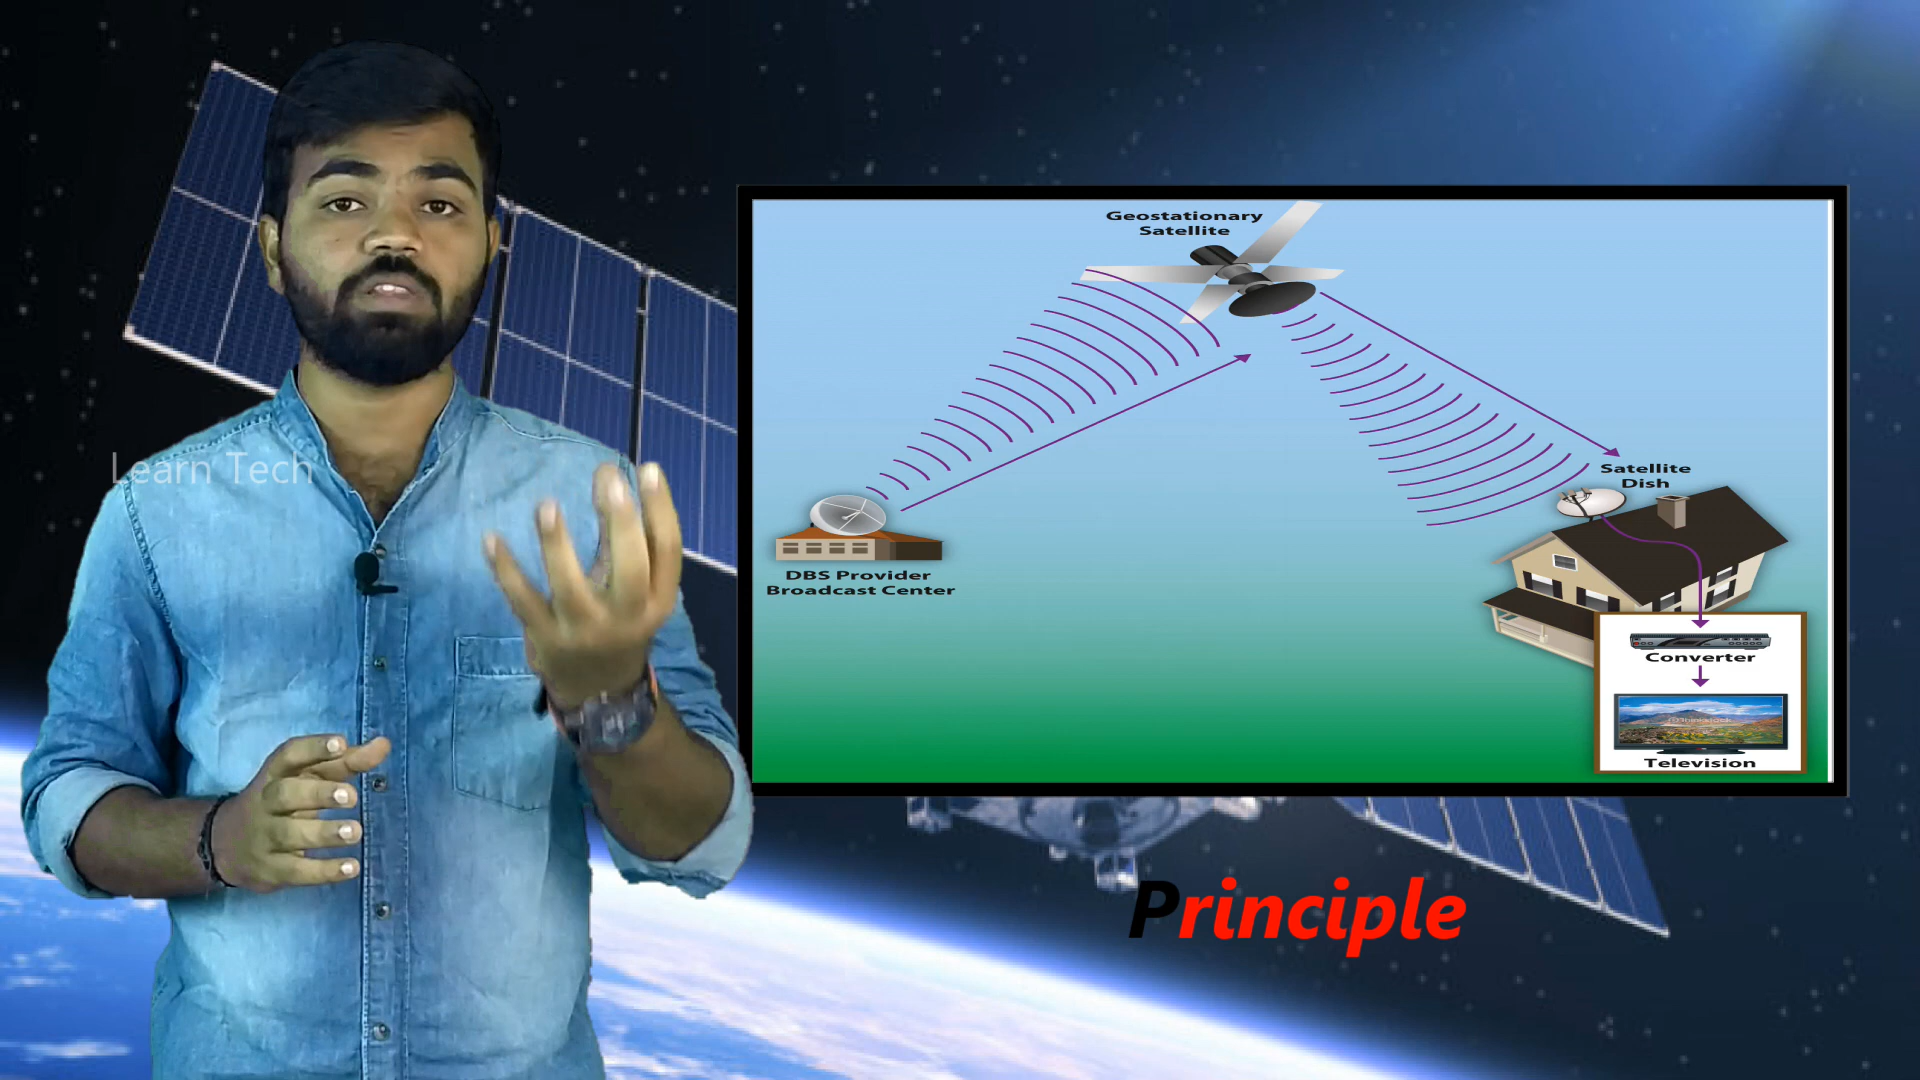 Learn Tech
Geostationary
Satellite
Satellite
Dish
DBS Provider
Broadcast Center
Converter
Television
Principle